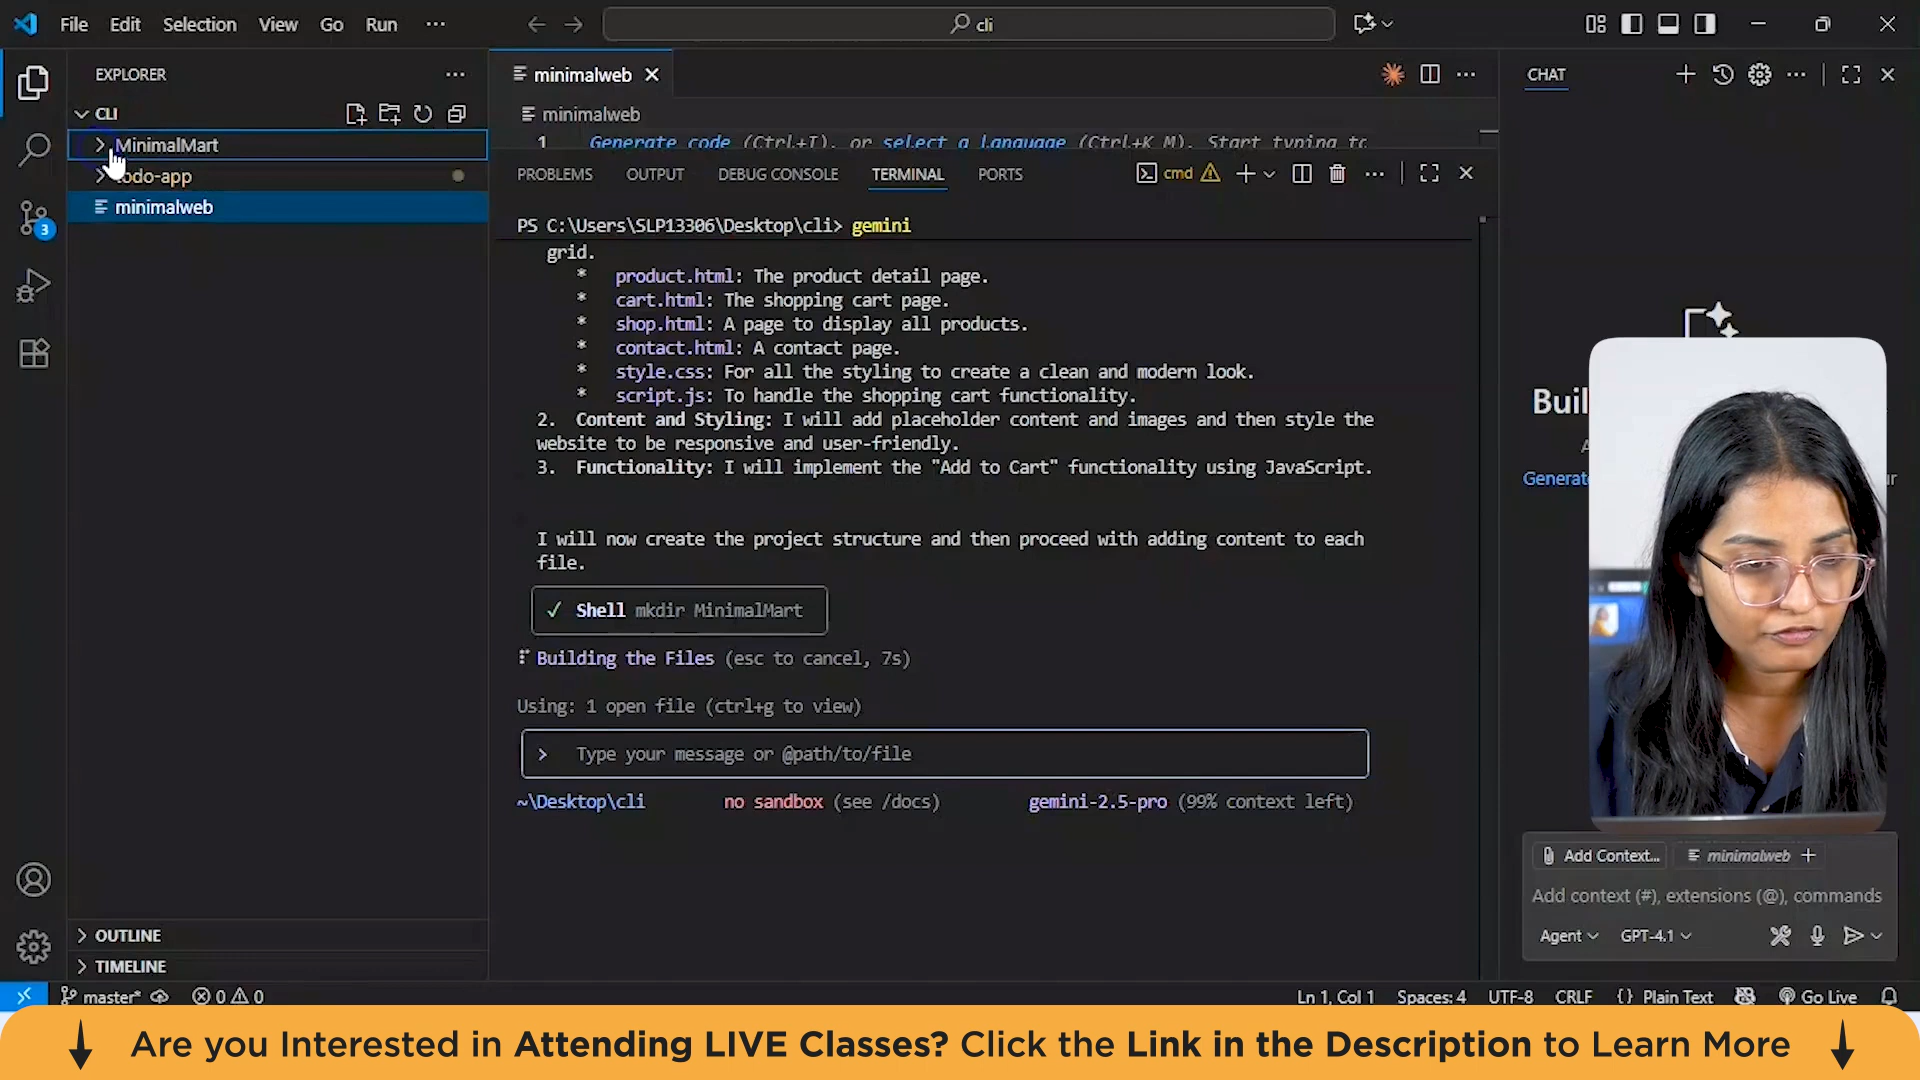 File Edit Selection View Go Run ··· cli
EXPLORER ···
CLI
MinimalMart
todo-app
minimalweb
3
OUTLINE
TIMELINE
minimalweb
minimalweb
1 Generate code (Ctrl+I), or select a language (Ctrl+K M). Start typing to
PROBLEMS OUTPUT DEBUG CONSOLE TERMINAL PORTS cmd
PS C:\Users\SLP13306\Desktop\cli> gemini
grid.
* product.html: The product detail page.
* cart.html: The shopping cart page.
* shop.html: A page to display all products.
* contact.html: A contact page.
* style.css: For all the styling to create a clean and modern look.
* script.js: To handle the shopping cart functionality.
2. Content and Styling: I will add placeholder content and images and then style the
website to be responsive and user-friendly.
3. Functionality: I will implement the "Add to Cart" functionality using JavaScript.
I will now create the project structure and then proceed with adding content to each
file.
✓ Shell mkdir MinimalMart
Building the Files (esc to cancel, 7s)
Using: 1 open file (ctrl+g to view)
> Type your message or @path/to/file
~\Desktop\cli no sandbox (see /docs) gemini-2.5-pro (99% context left)
CHAT
Add Context... minimalweb +
Add context (#), extensions (@), commands
Agent GPT-4.1
master* 0 0 Ln 1, Col 1 Spaces: 4 UTF-8 CRLF {} Plain Text Go Live
Are you Interested in Attending LIVE Classes? Click the Link in the Description to Learn More